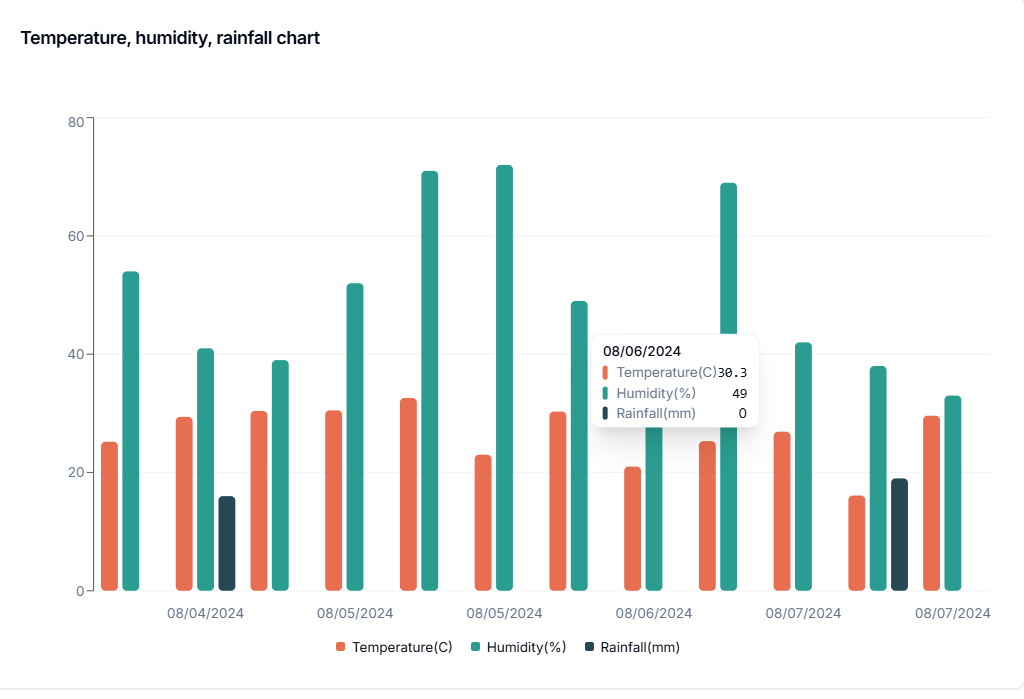 Temperature, humidity, rainfall chart
80
60
40
20
0
08/06/2024
Temperature(C)30.3
Humidity(%) 49
Rainfall(mm) 0
08/04/2024 08/05/2024 08/05/2024 08/06/2024 08/07/2024 08/07/2024
Temperature(C) Humidity(%) Rainfall(mm)